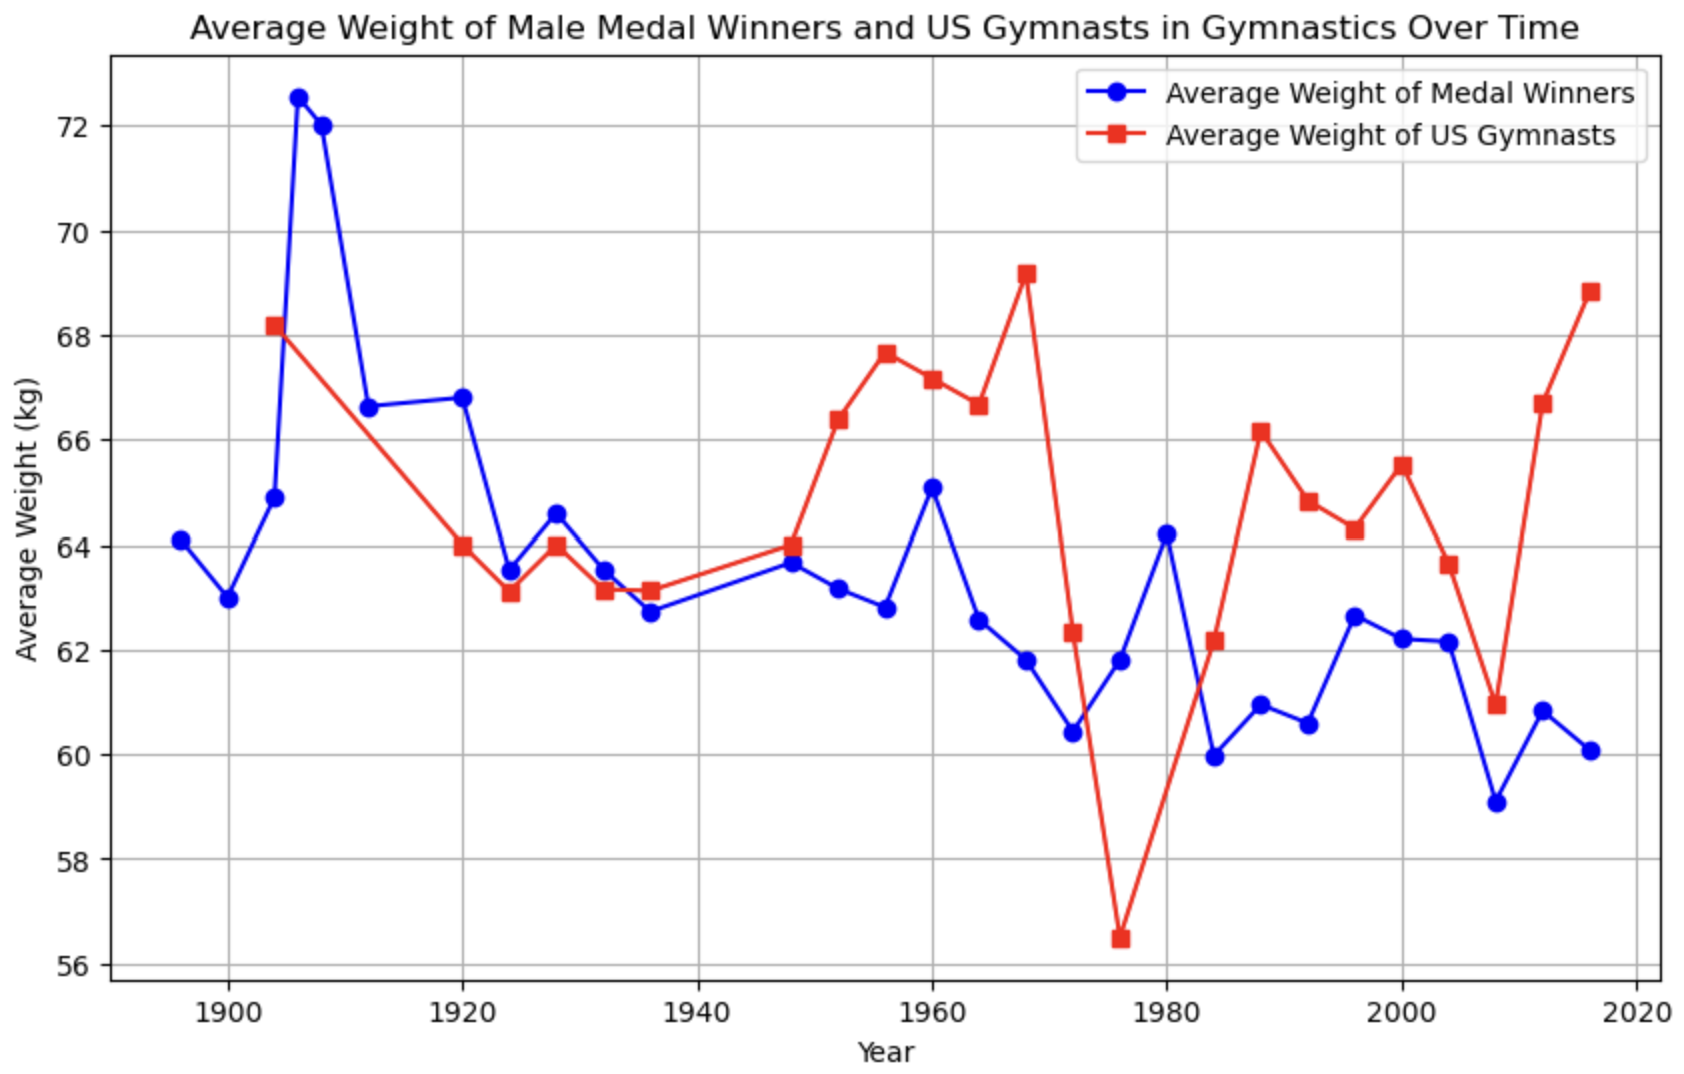 Average Weight of Male Medal Winners and US Gymnasts in Gymnastics Over Time
Average Weight of Medal Winners
Average Weight of US Gymnasts
72
70
68
66
64
62
60
58
56
Average Weight (kg)
1900 1920 1940 1960 1980 2000 2020
Year